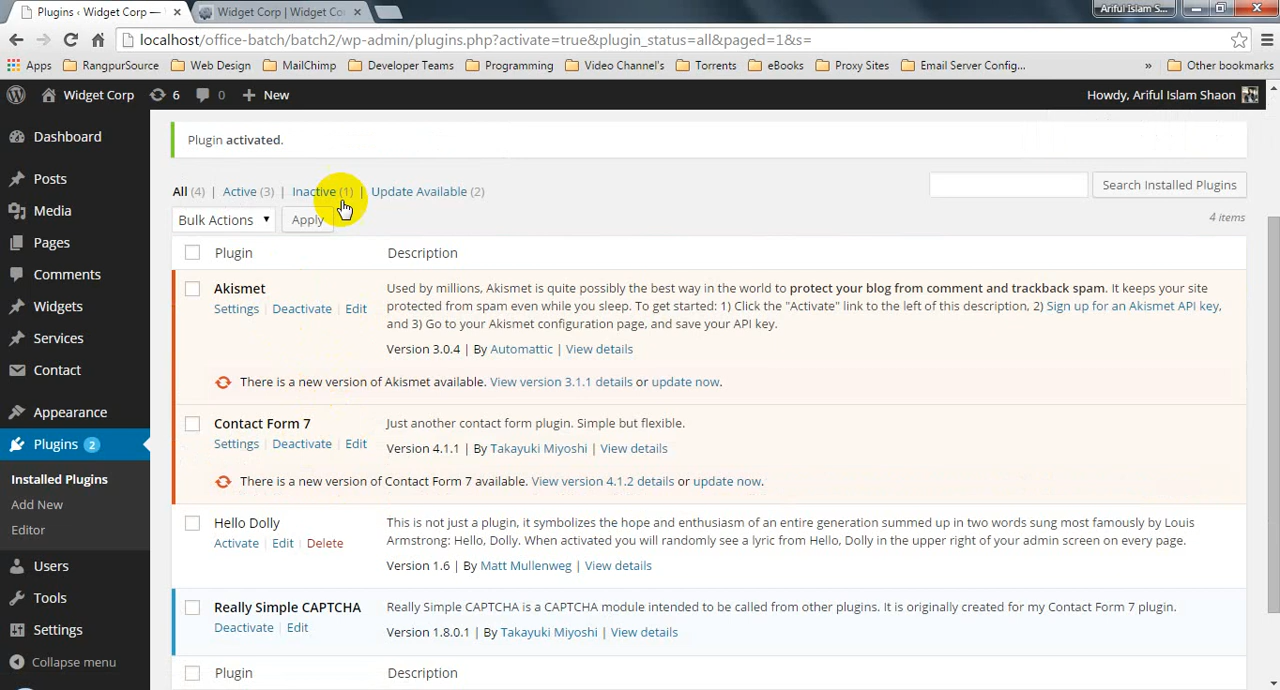 Plugins ‹ Widget Corp —
Widget Corp | Widget Co
Ariful Islam S...
localhost/office-batch/batch2/wp-admin/plugins.php?activate=true&plugin_status=all&paged=1&s=
Apps RangpurSource Web Design MailChimp Developer Teams Programming Video Channel's Torrents eBooks Proxy Sites Email Server Config... » Other bookmarks
Widget Corp 6 0 + New Howdy, Ariful Islam Shaon
Dashboard
Posts
Media
Pages
Comments
Widgets
Services
Contact
Appearance
Plugins 2
Installed Plugins
Add New
Editor
Users
Tools
Settings
Collapse menu
Plugin activated.
All (4) | Active (3) | Inactive (1) | Update Available (2)
Search Installed Plugins
Bulk Actions Apply
4 items
Plugin Description
Akismet
Settings | Deactivate | Edit
Used by millions, Akismet is quite possibly the best way in the world to protect your blog from comment and trackback spam. It keeps your
site protected from spam even while you sleep. To get started: 1) Click the "Activate" link to the left of this description, 2) Sign up for an Akismet API key,
and 3) Go to your Akismet configuration page, and save your API key.
Version 3.0.4 | By Automattic | View details
There is a new version of Akismet available. View version 3.1.1 details or update now.
Contact Form 7
Settings | Deactivate | Edit
Just another contact form plugin. Simple but flexible.
Version 4.1.1 | By Takayuki Miyoshi | View details
There is a new version of Contact Form 7 available. View version 4.1.2 details or update now.
Hello Dolly
Activate | Edit | Delete
This is not just a plugin, it symbolizes the hope and enthusiasm of an entire generation summed up in two words sung most famously by Louis
Armstrong: Hello, Dolly. When activated you will randomly see a lyric from Hello, Dolly in the upper right of your admin screen on every page.
Version 1.6 | By Matt Mullenweg | View details
Really Simple CAPTCHA
Deactivate | Edit
Really Simple CAPTCHA is a CAPTCHA module intended to be called from other plugins. It is originally created for my Contact Form 7 plugin.
Version 1.8.0.1 | By Takayuki Miyoshi | View details
Plugin Description